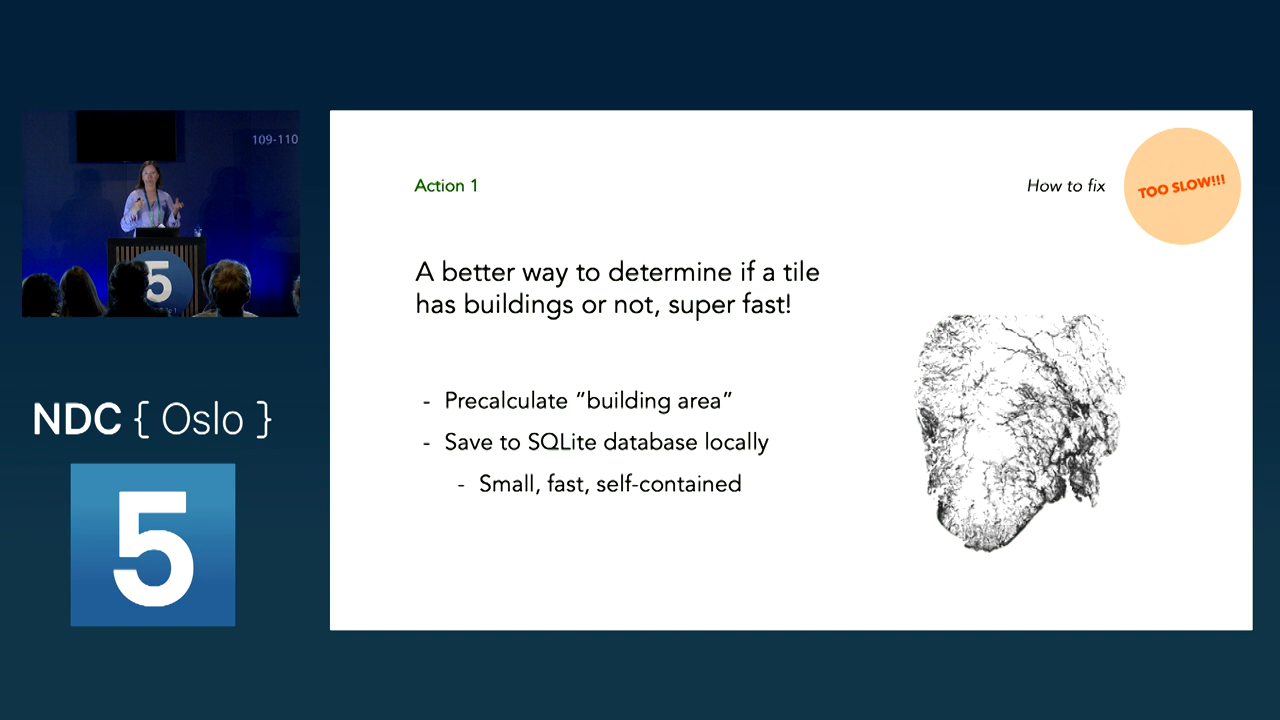 109-110
5
NDC { Oslo }
5
Action 1
How to fix
TOO SLOW!!!
A better way to determine if a tile
has buildings or not, super fast!
- Precalculate “building area”
- Save to SQLite database locally
- Small, fast, self-contained